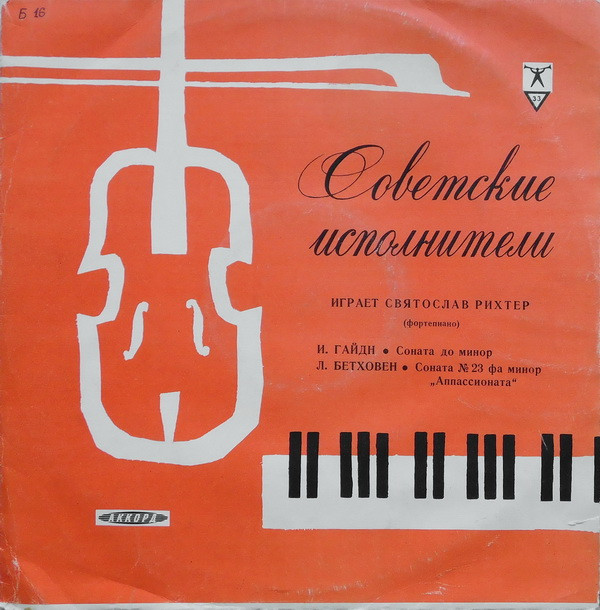 Б 16
33
Советские
исполнители
ИГРАЕТ СВЯТОСЛАВ РИХТЕР
(фортепиано)
И. ГАЙДН • Соната до минор
Л. БЕТХОВЕН • Соната № 23 фа минор
„Аппассионата“
АККОРД